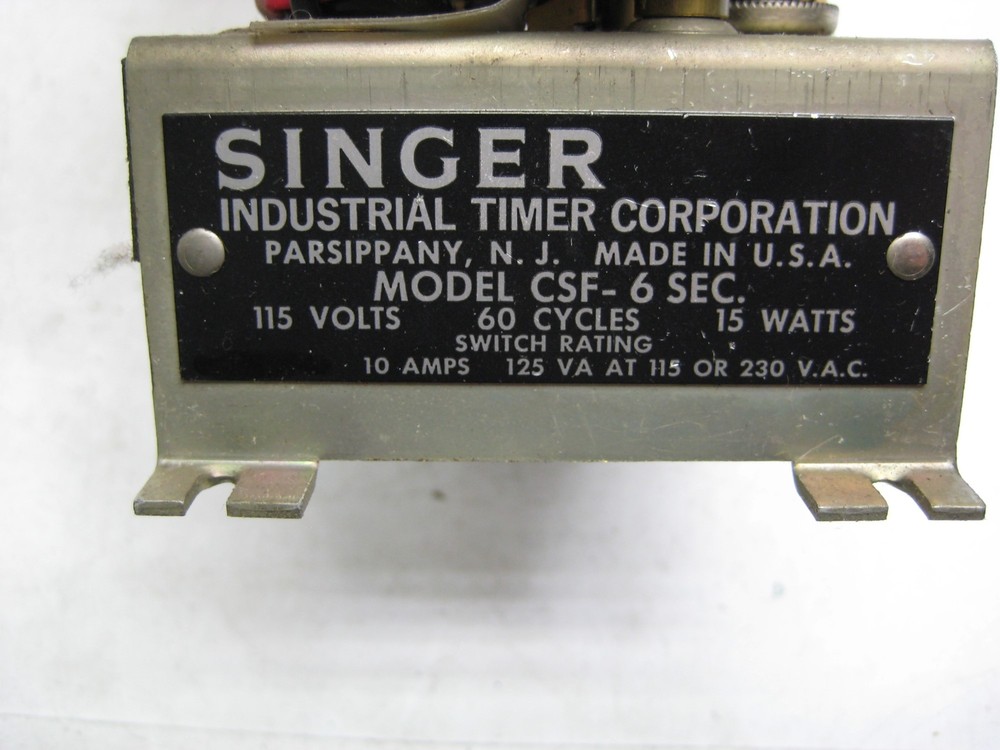 SINGER
INDUSTRIAL TIMER CORPORATION
PARSIPPANY, N. J. MADE IN U.S.A.
MODEL CSF- 6 SEC.
115 VOLTS 60 CYCLES 15 WATTS
SWITCH RATING
10 AMPS 125 VA AT 115 OR 230 V.A.C.